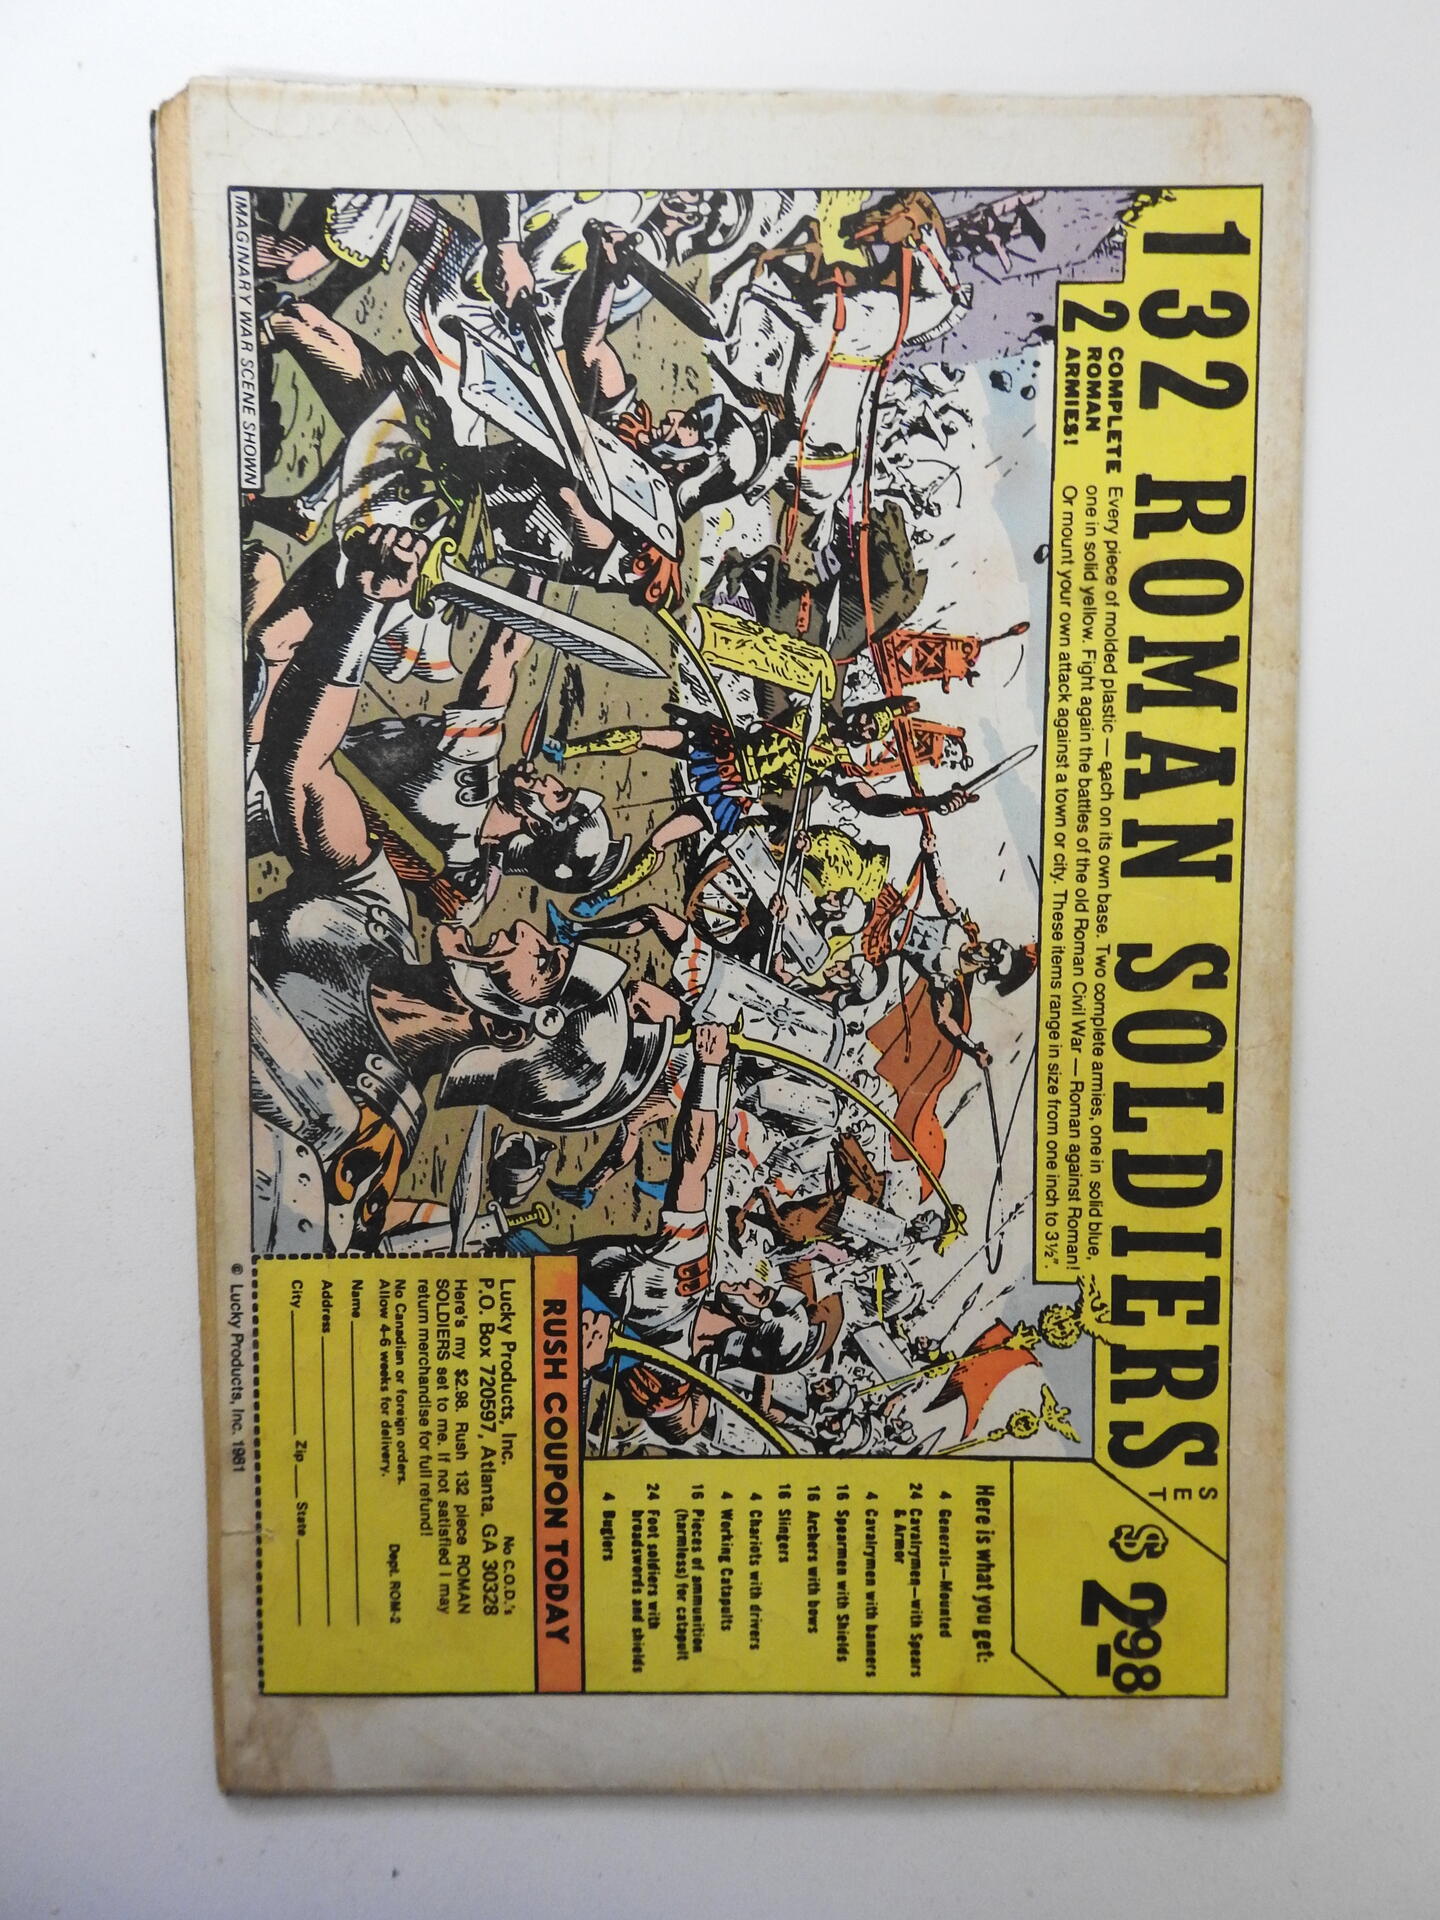 132 ROMAN SOLDIERS
SET
$2.98
2 COMPLETE
ROMAN
2 ARMIES!
Every piece of molded plastic — each on its own base. Two complete armies, one in solid blue,
one in solid yellow. Fight again the battles of the old Roman Civil War — Roman against Roman!
Or mount your own attack against a town or city. These items range in size from one inch to 3½".
IMAGINARY WAR SCENE SHOWN
Here is what you get:
4 Generals—Mounted
24 Cavalrymen—with Spears
& Armor
4 Cavalrymen with banners
16 Spearmen with Shields
16 Archers with bows
16 Slingers
4 Chariots with drivers
4 Working Catapults
16 Pieces of ammunition
(harmless) for catapult
24 Foot soldiers with
broadswords and shields
4 Buglers
RUSH COUPON TODAY
Lucky Products, Inc. No C.O.D.'s
P.O. Box 720597, Atlanta, GA 30328
Here's my $2.98. Rush 132 piece ROMAN
SOLDIERS set to me. If not satisfied I may
return merchandise for full refund!
No Canadian or foreign orders. Dept. ROM-2
Allow 4-6 weeks for delivery.
Name
Address
City Zip State
© Lucky Products, Inc. 1981